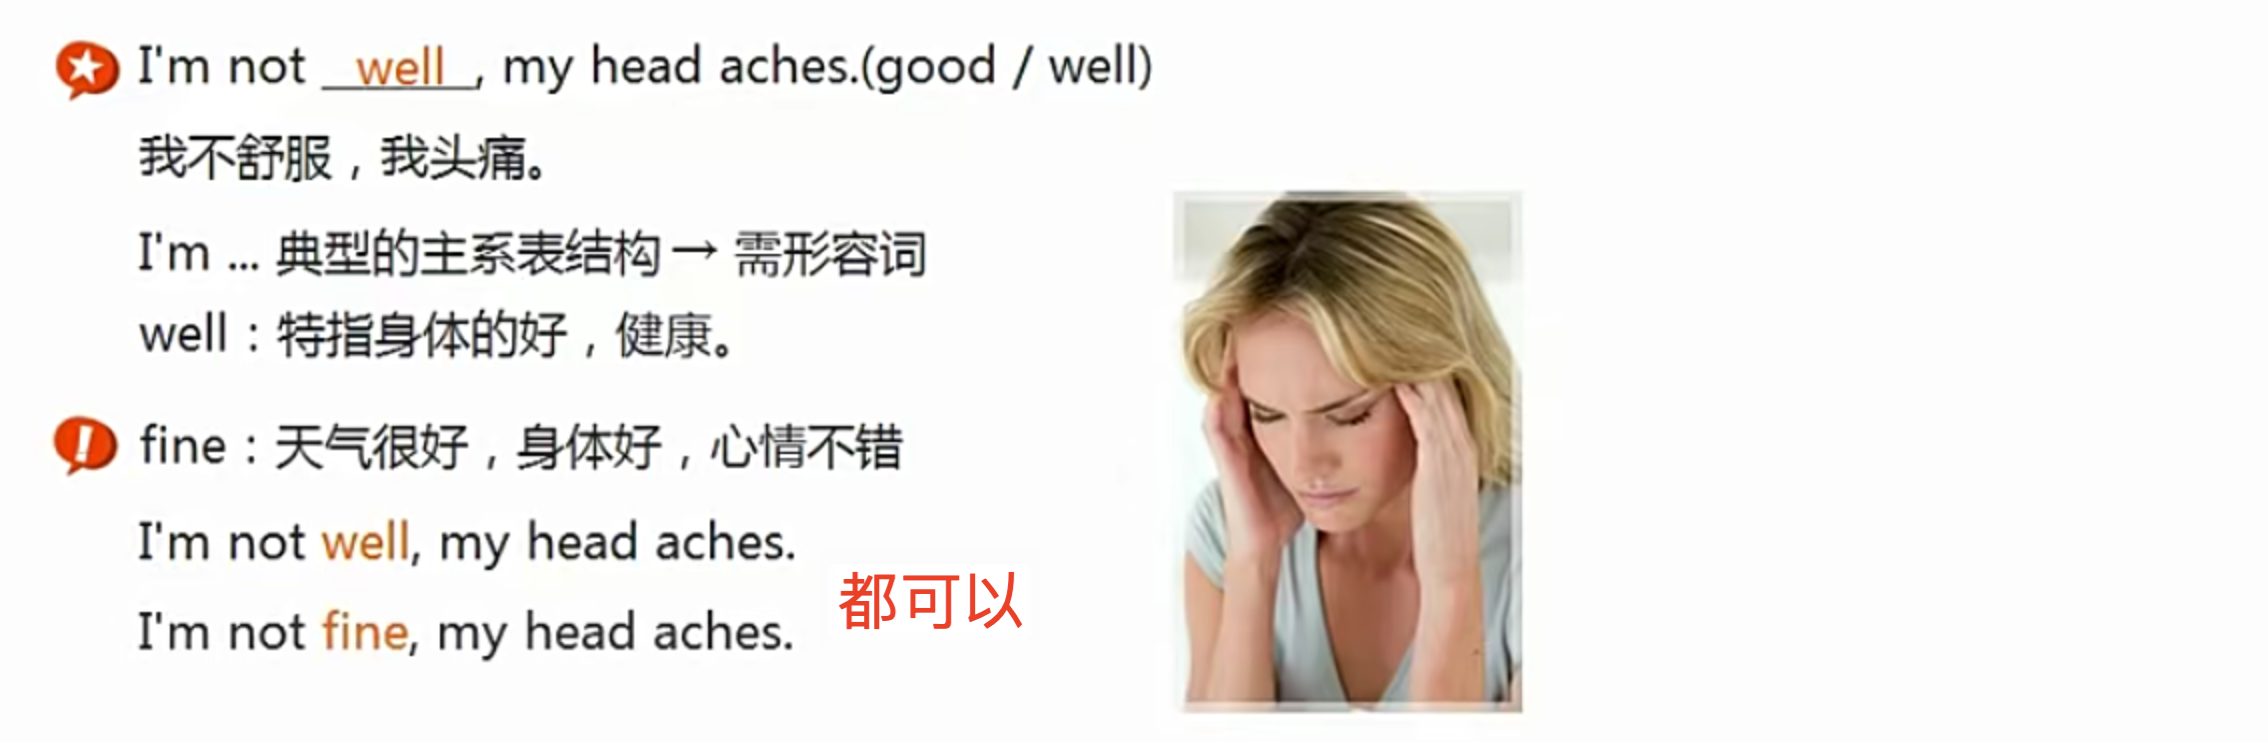 I'm not well, my head aches.(good / well)
我不舒服，我头痛。
I'm ... 典型的主系表结构 → 需形容词
well：特指身体的好，健康。
fine：天气很好，身体好，心情不错
I'm not well, my head aches.
都可以
I'm not fine, my head aches.